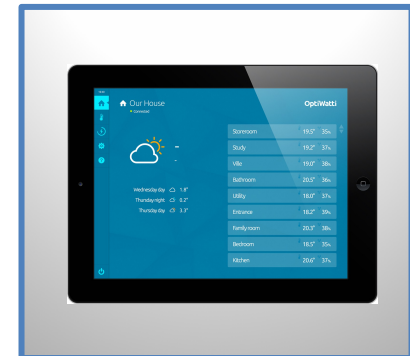 Our House
Connected
OptiWatti
Storeroom 19.5° 35%
Study 19.2° 37%
Ville 19.0° 38%
Bathroom 20.5° 36%
Utility 18.0° 37%
Entrance 18.2° 39%
Family room 20.3° 38%
Bedroom 18.5° 35%
Kitchen 20.6° 37%
Wednesday day 1.8°
Thursday night 0.2°
Thursday day 3.3°